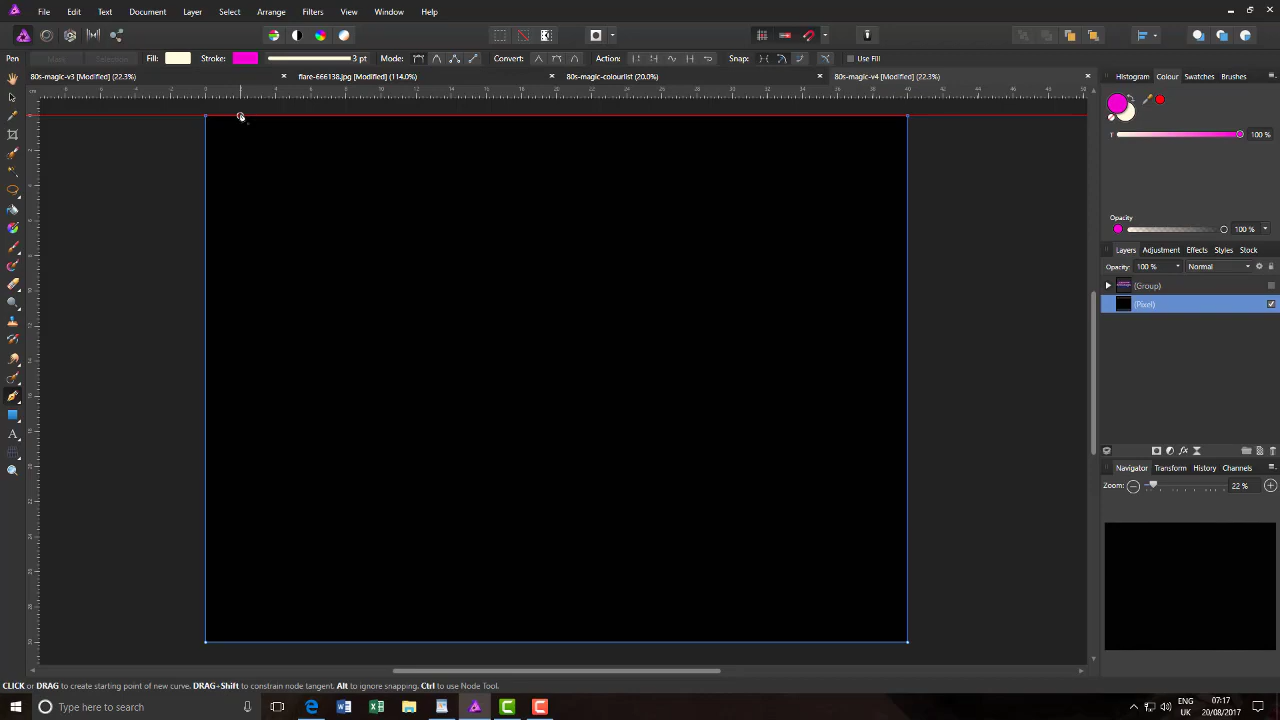 File Edit Text Document Layer Select Arrange Filters View Window Help
Pen Mask Selection Fill: Stroke: 3 pt Mode: Convert: Action: Snap: Use Fill
80s-magic-v3 [Modified] (22.3%) flare-666138.jpg [Modified] (114.0%) 80s-magic-colourlist (20.0%) 80s-magic-v4 [Modified] (22.3%)
Histogram Colour Swatches Brushes
100 %
Opacity
100 %
Layers Adjustment Effects Styles Stock
Opacity: 100 % Normal
(Group)
(Pixel)
Navigator Transform History Channels
Zoom: 22 %
CLICK or DRAG to create starting point of new curve. DRAG+Shift to constrain node tangent. Alt to ignore snapping. Ctrl to use Node Tool.
Type here to search
ENG
UK
07:17
20/08/2017